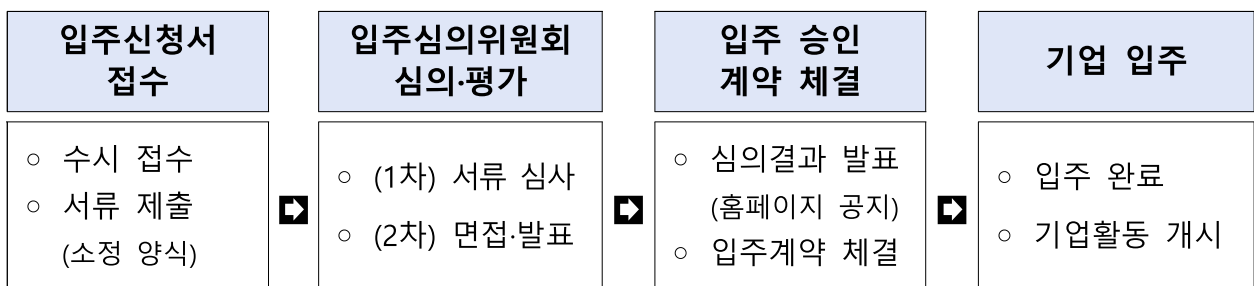 입주신청서
접수
○ 수시 접수
○ 서류 제출
(소정 양식)
입주심의위원회
심의·평가
○ (1차) 서류 심사
○ (2차) 면접·발표
입주 승인
계약 체결
○ 심의결과 발표
(홈페이지 공지)
○ 입주계약 체결
기업 입주
○ 입주 완료
○ 기업활동 개시